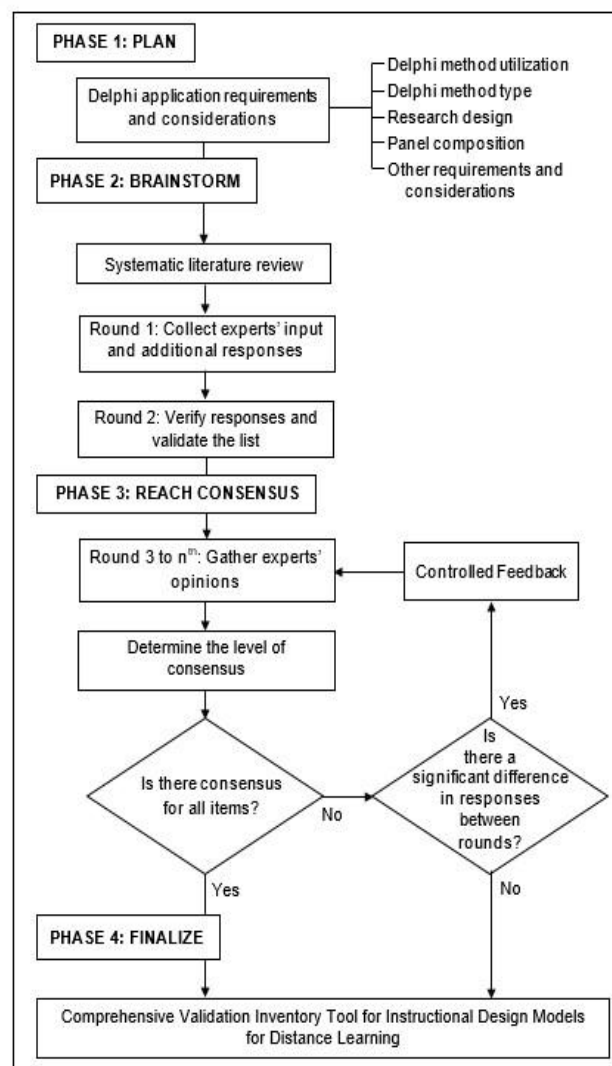 PHASE 1: PLAN
Delphi application requirements
and considerations
Delphi method utilization
Delphi method type
Research design
Panel composition
Other requirements and
considerations
PHASE 2: BRAINSTORM
Systematic literature review
Round 1: Collect experts' input
and additional responses
Round 2: Verify responses and
validate the list
PHASE 3: REACH CONSENSUS
Round 3 to nᵗʰ: Gather experts'
opinions
Controlled Feedback
Determine the level of
consensus
Yes
Is there consensus
for all items?
No
Is
there a
significant difference
in responses
between
rounds?
Yes
No
PHASE 4: FINALIZE
Comprehensive Validation Inventory Tool for Instructional Design Models
for Distance Learning